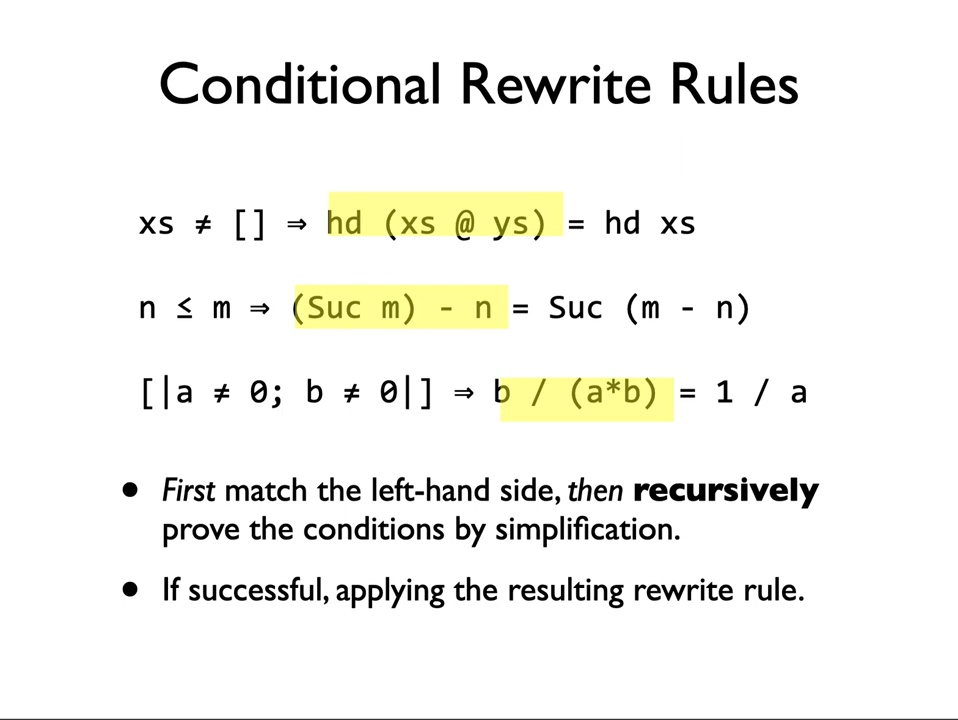 Conditional Rewrite Rules
xs ≠ [] ⇒ hd (xs @ ys) = hd xs
n ≤ m ⇒ (Suc m) - n = Suc (m - n)
[|a ≠ 0; b ≠ 0|] ⇒ b / (a*b) = 1 / a
• First match the left-hand side, then recursively
prove the conditions by simplification.
• If successful, applying the resulting rewrite rule.